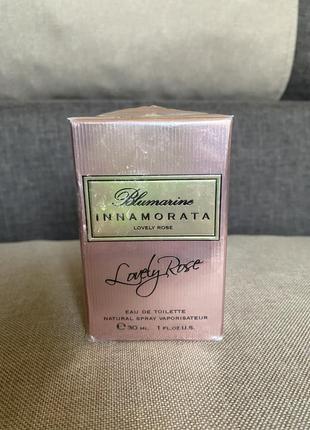 Blumarine
INNAMORATA
LOVELY ROSE
Lovely Rose
EAU DE TOILETTE
NATURAL SPRAY VAPORISATEUR
℮ 30 ML. 1 FL.OZ.U.S.